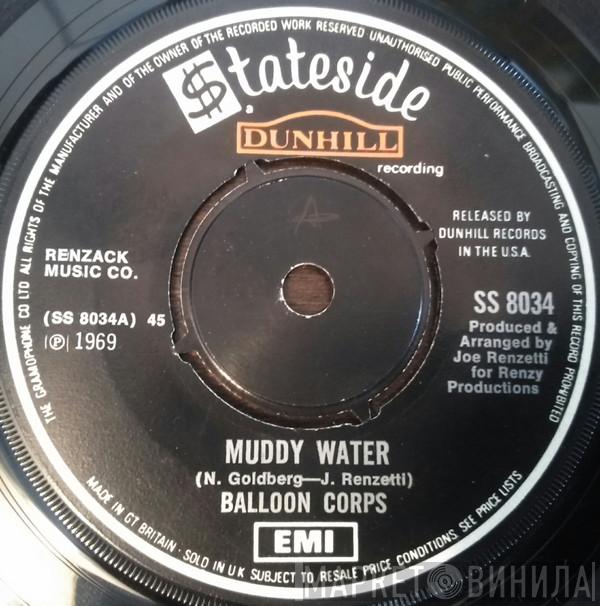 THE GRAMOPHONE CO LTD ALL RIGHTS OF THE MANUFACTURER AND OF THE OWNER OF THE RECORDED WORK RESERVED UNAUTHORISED PUBLIC PERFORMANCE BROADCASTING AND COPYING OF THIS RECORD PROHIBITED
$tateside
DUNHILL
recording
A
RENZACK
MUSIC CO.
(SS 8034A) 45
Ⓟ 1969
RELEASED BY
DUNHILL RECORDS
IN THE U.S.A.
SS 8034
Produced &
Arranged by
Joe Renzetti
for Renzy
Productions
MUDDY WATER
(N. Goldberg—J. Renzetti)
BALLOON CORPS
EMI
MADE IN GT BRITAIN · SOLD IN U K SUBJECT TO RESALE PRICE CONDITIONS, SEE PRICE LISTS
МАРКЕТ ВИНИЛА